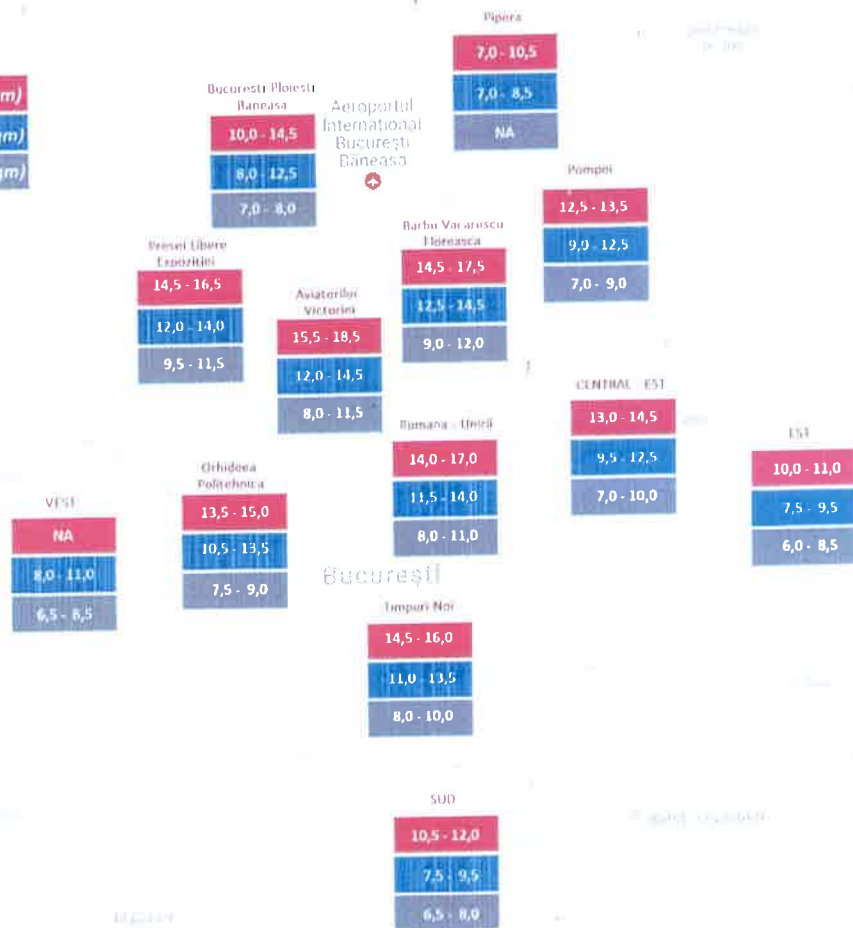 Pipera
7,0 - 10,5
7,0 - 8,5
NA
m)
m)
m)
Bucuresti Ploiesti
Baneasa
10,0 - 14,5
8,0 - 12,5
7,0 - 8,0
Aeroportul
Internațional
București
Băneasa
Pompei
12,5 - 13,5
9,0 - 12,5
7,0 - 9,0
Barbu Vacarescu
Floreasca
14,5 - 17,5
12,5 - 14,5
9,0 - 12,0
Presei Libere
Expozitiei
14,5 - 16,5
12,0 - 14,0
9,5 - 11,5
Aviatorilor
Victoriei
15,5 - 18,5
12,0 - 14,5
8,0 - 11,5
CENTRAL - EST
13,0 - 14,5
9,5 - 12,5
7,0 - 10,0
Romana - Unirii
14,0 - 17,0
11,5 - 14,0
8,0 - 11,0
EST
10,0 - 11,0
7,5 - 9,5
6,0 - 8,5
Orhideea
Politehnica
13,5 - 15,0
10,5 - 13,5
7,5 - 9,0
VEST
NA
8,0 - 11,0
6,5 - 8,5
București
Timpuri Noi
14,5 - 16,0
11,0 - 13,5
8,0 - 10,0
SUD
10,5 - 12,0
7,5 - 9,5
6,5 - 8,0